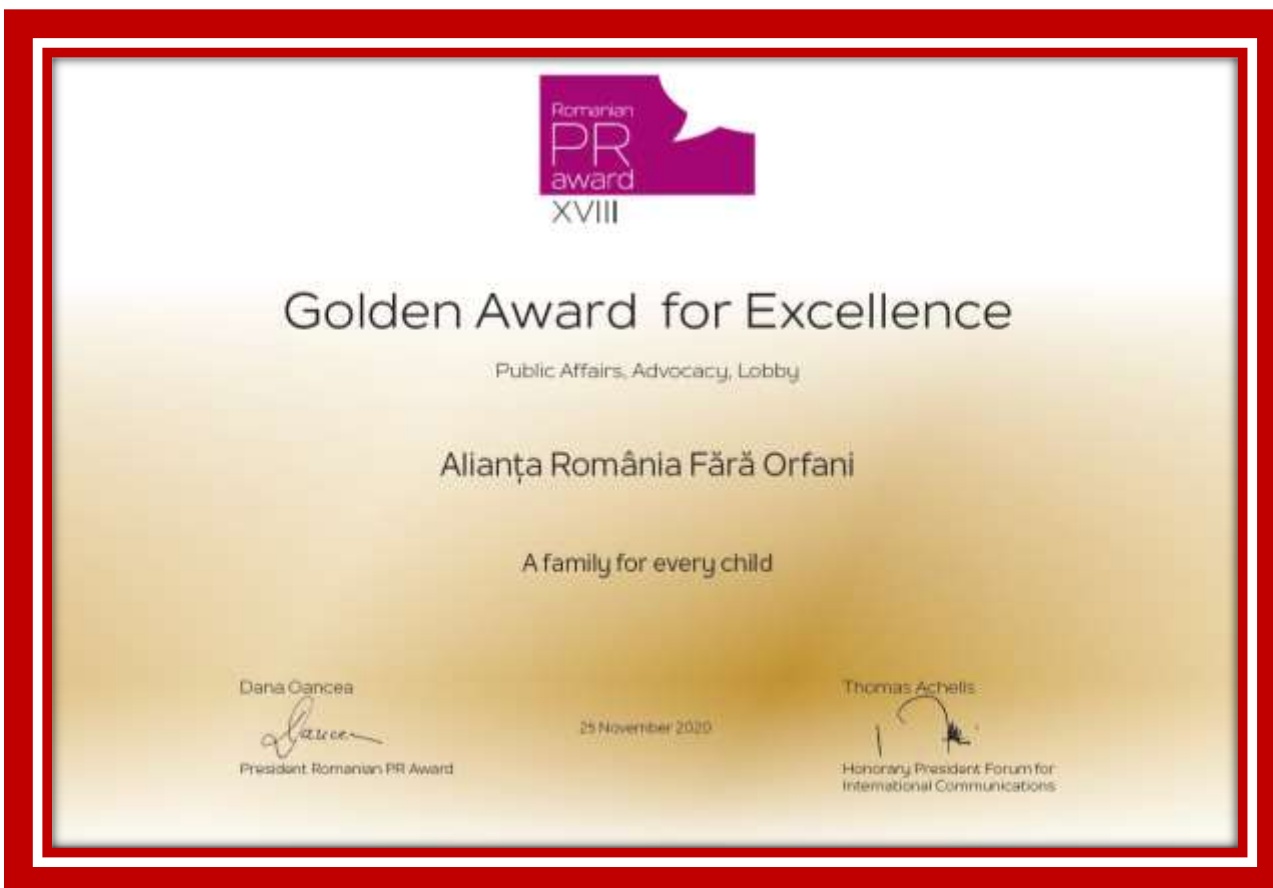 Romanian
PR
award
XVIII
Golden Award for Excellence
Public Affairs, Advocacy, Lobby
Alianța România Fără Orfani
A family for every child
Dana Oancea
Thomas Achelis
25 November 2020
President Romanian PR Award
Honorary President Forum for
International Communications